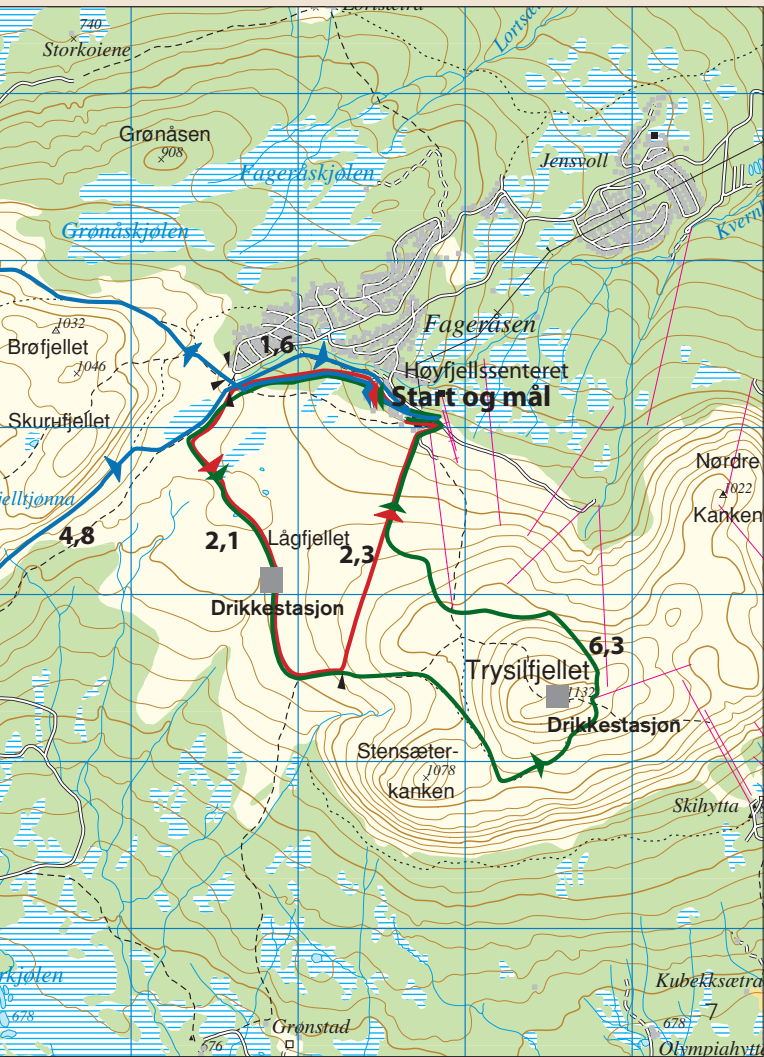 740
Storkoiene
Grønåsen
908
Jensvoll
Fageråskjølen
Grønåskjølen
1032
Brøfjellet
1046
1,6
Fageråsen
Høyfjellssenteret
Start og mål
Skurufjellet
Nørdre
1022
Kanken
4,8
2,1
Lågfjellet
2,3
Drikkestasjon
6,3
Trysilfjellet
1132
Drikkestasjon
Stensæter-
1078
kanken
Skihytta
678
Kubekksætra
7
678
Grønstad
676
Olympiahytta